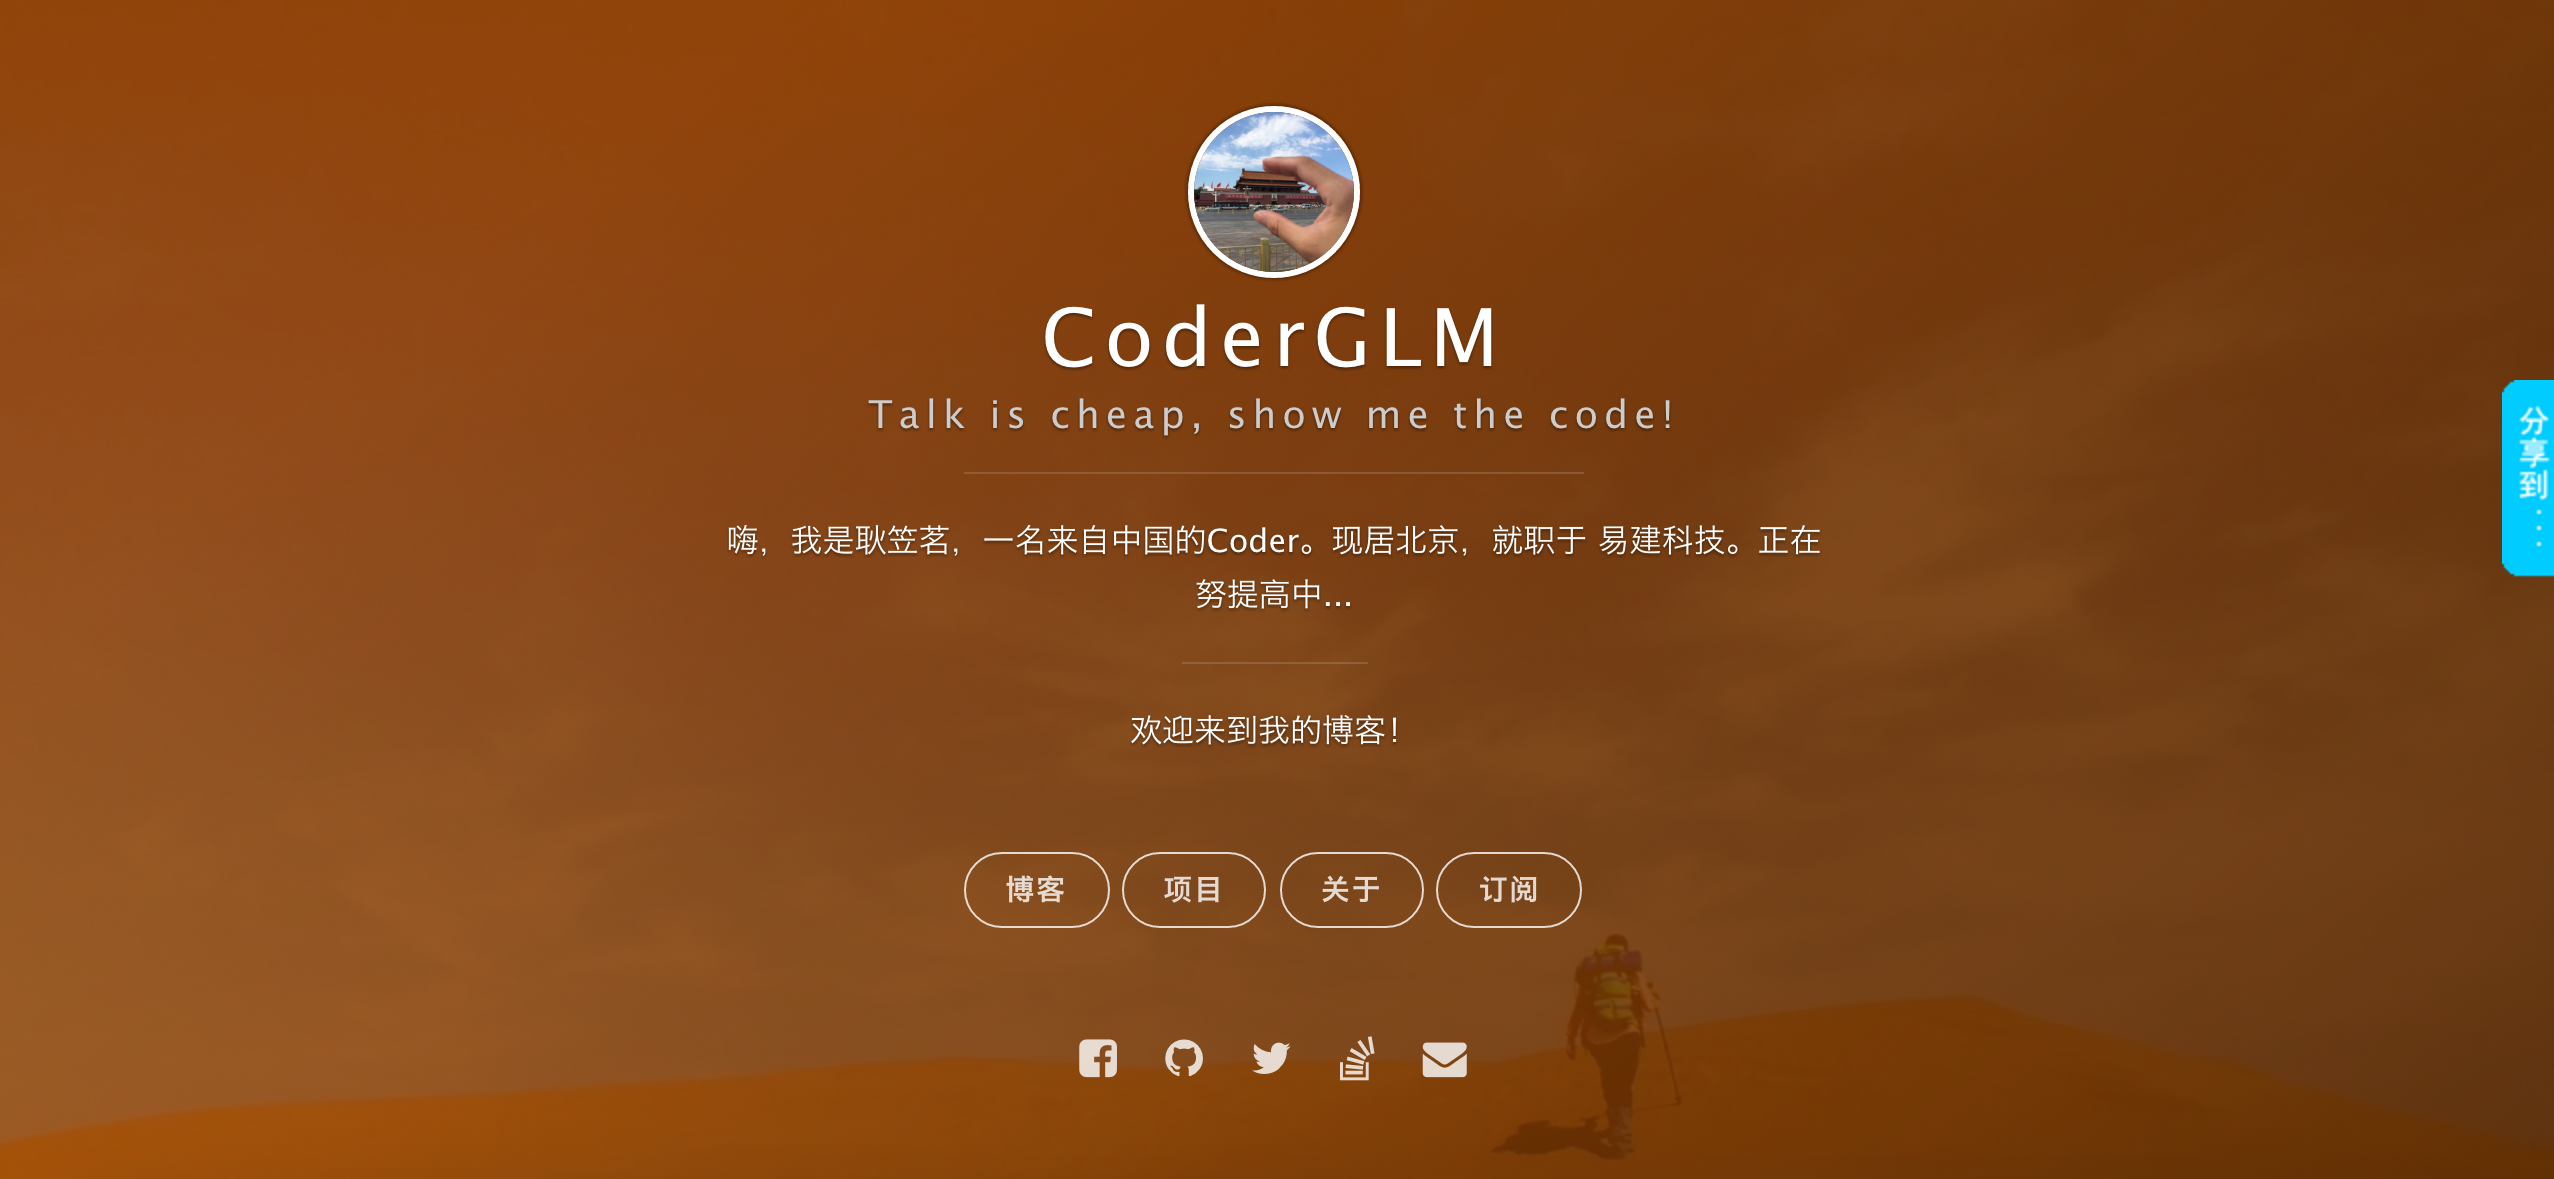 CoderGLM
Talk is cheap, show me the code!
嗨，我是耿笠茗，一名来自中国的Coder。现居北京，就职于 易建科技。正在
努提高中...
欢迎来到我的博客！
博客
项目
关于
订阅
分享到...